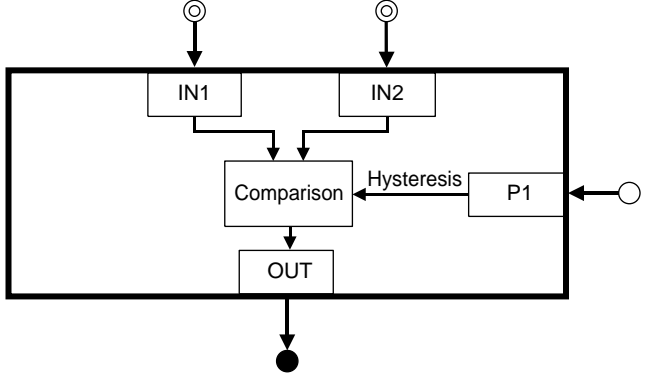 IN1
IN2
Hysteresis
Comparison
P1
OUT